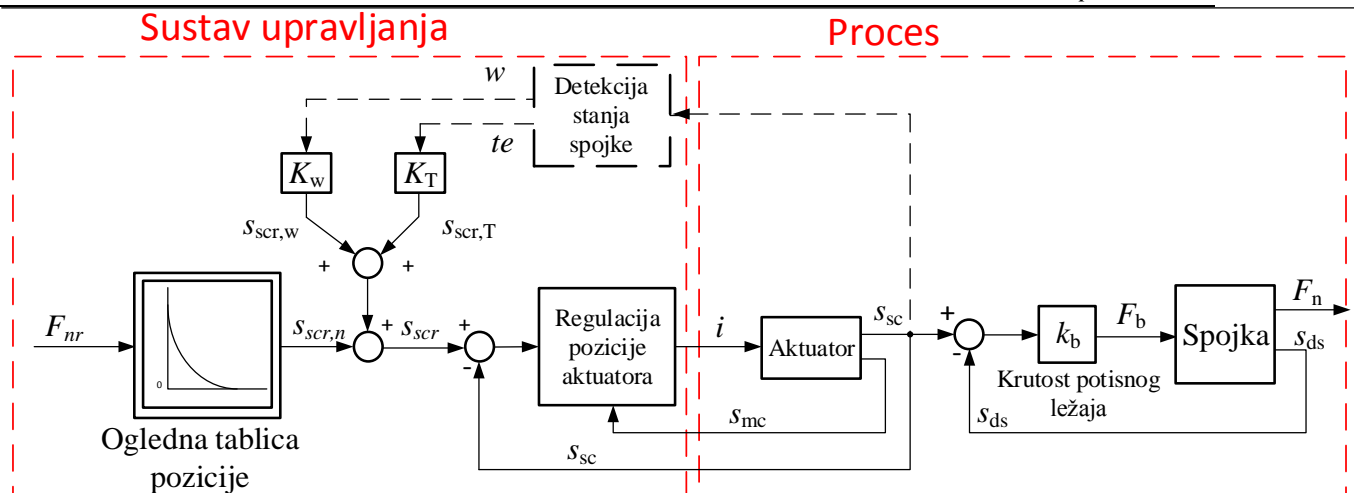 Sustav upravljanja
Proces
w
te
Detekcija
stanja
spojke
K_w
K_T
s_scr,w
s_scr,T
+
+
F_nr
0
Ogledna tablica
pozicije
s_scr,n
+
+
s_scr
+
-
Regulacija
pozicije
aktuatora
i
Aktuator
s_sc
s_mc
s_sc
+
-
k_b
Krutost potisnog
ležaja
F_b
Spojka
F_n
s_ds
s_ds